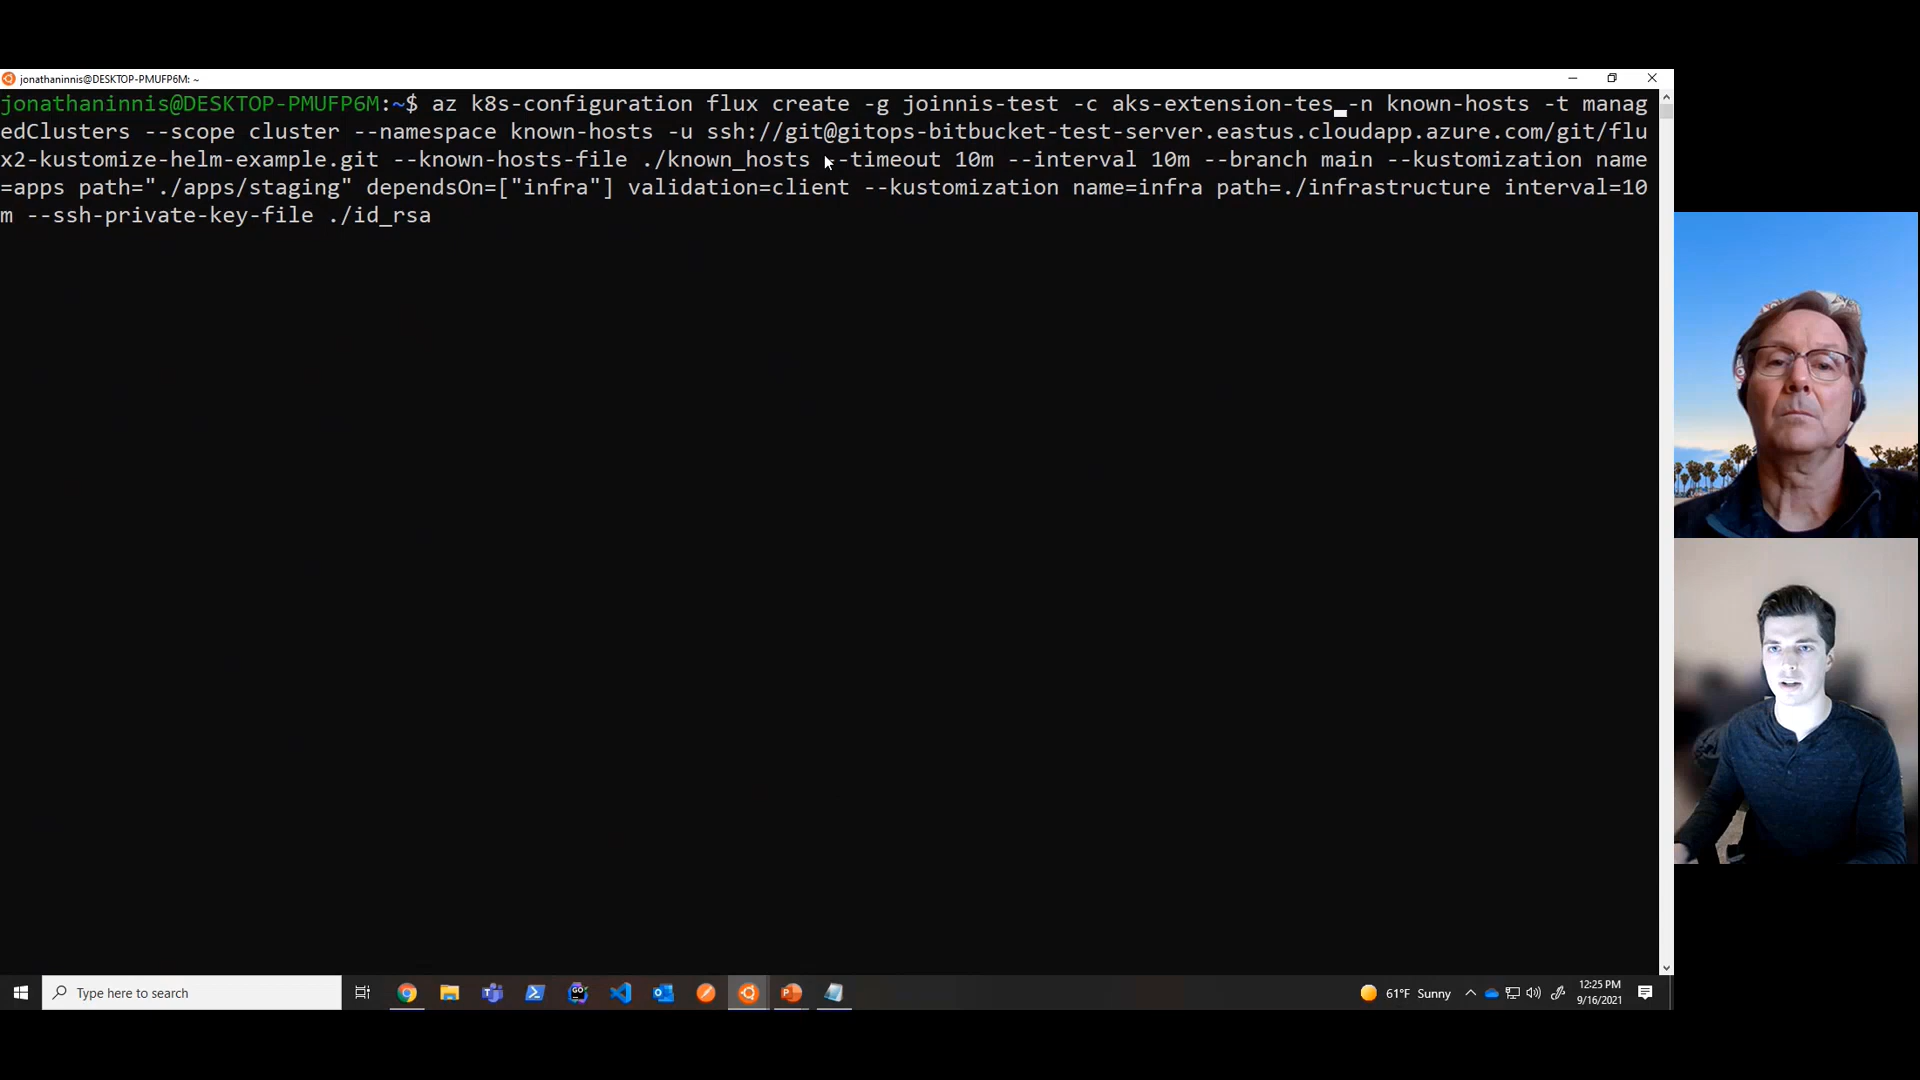 jonathaninnis@DESKTOP-PMUFP6M: ~
jonathaninnis@DESKTOP-PMUFP6M:~$ az k8s-configuration flux create -g joinnis-test -c aks-extension-tes -n known-hosts -t manag
edClusters --scope cluster --namespace known-hosts -u ssh://git@gitops-bitbucket-test-server.eastus.cloudapp.azure.com/git/flu
x2-kustomize-helm-example.git --known-hosts-file ./known_hosts --timeout 10m --interval 10m --branch main --kustomization name
=apps path="./apps/staging" dependsOn=["infra"] validation=client --kustomization name=infra path=./infrastructure interval=10
m --ssh-private-key-file ./id_rsa
Type here to search
61°F Sunny
12:25 PM
9/16/2021